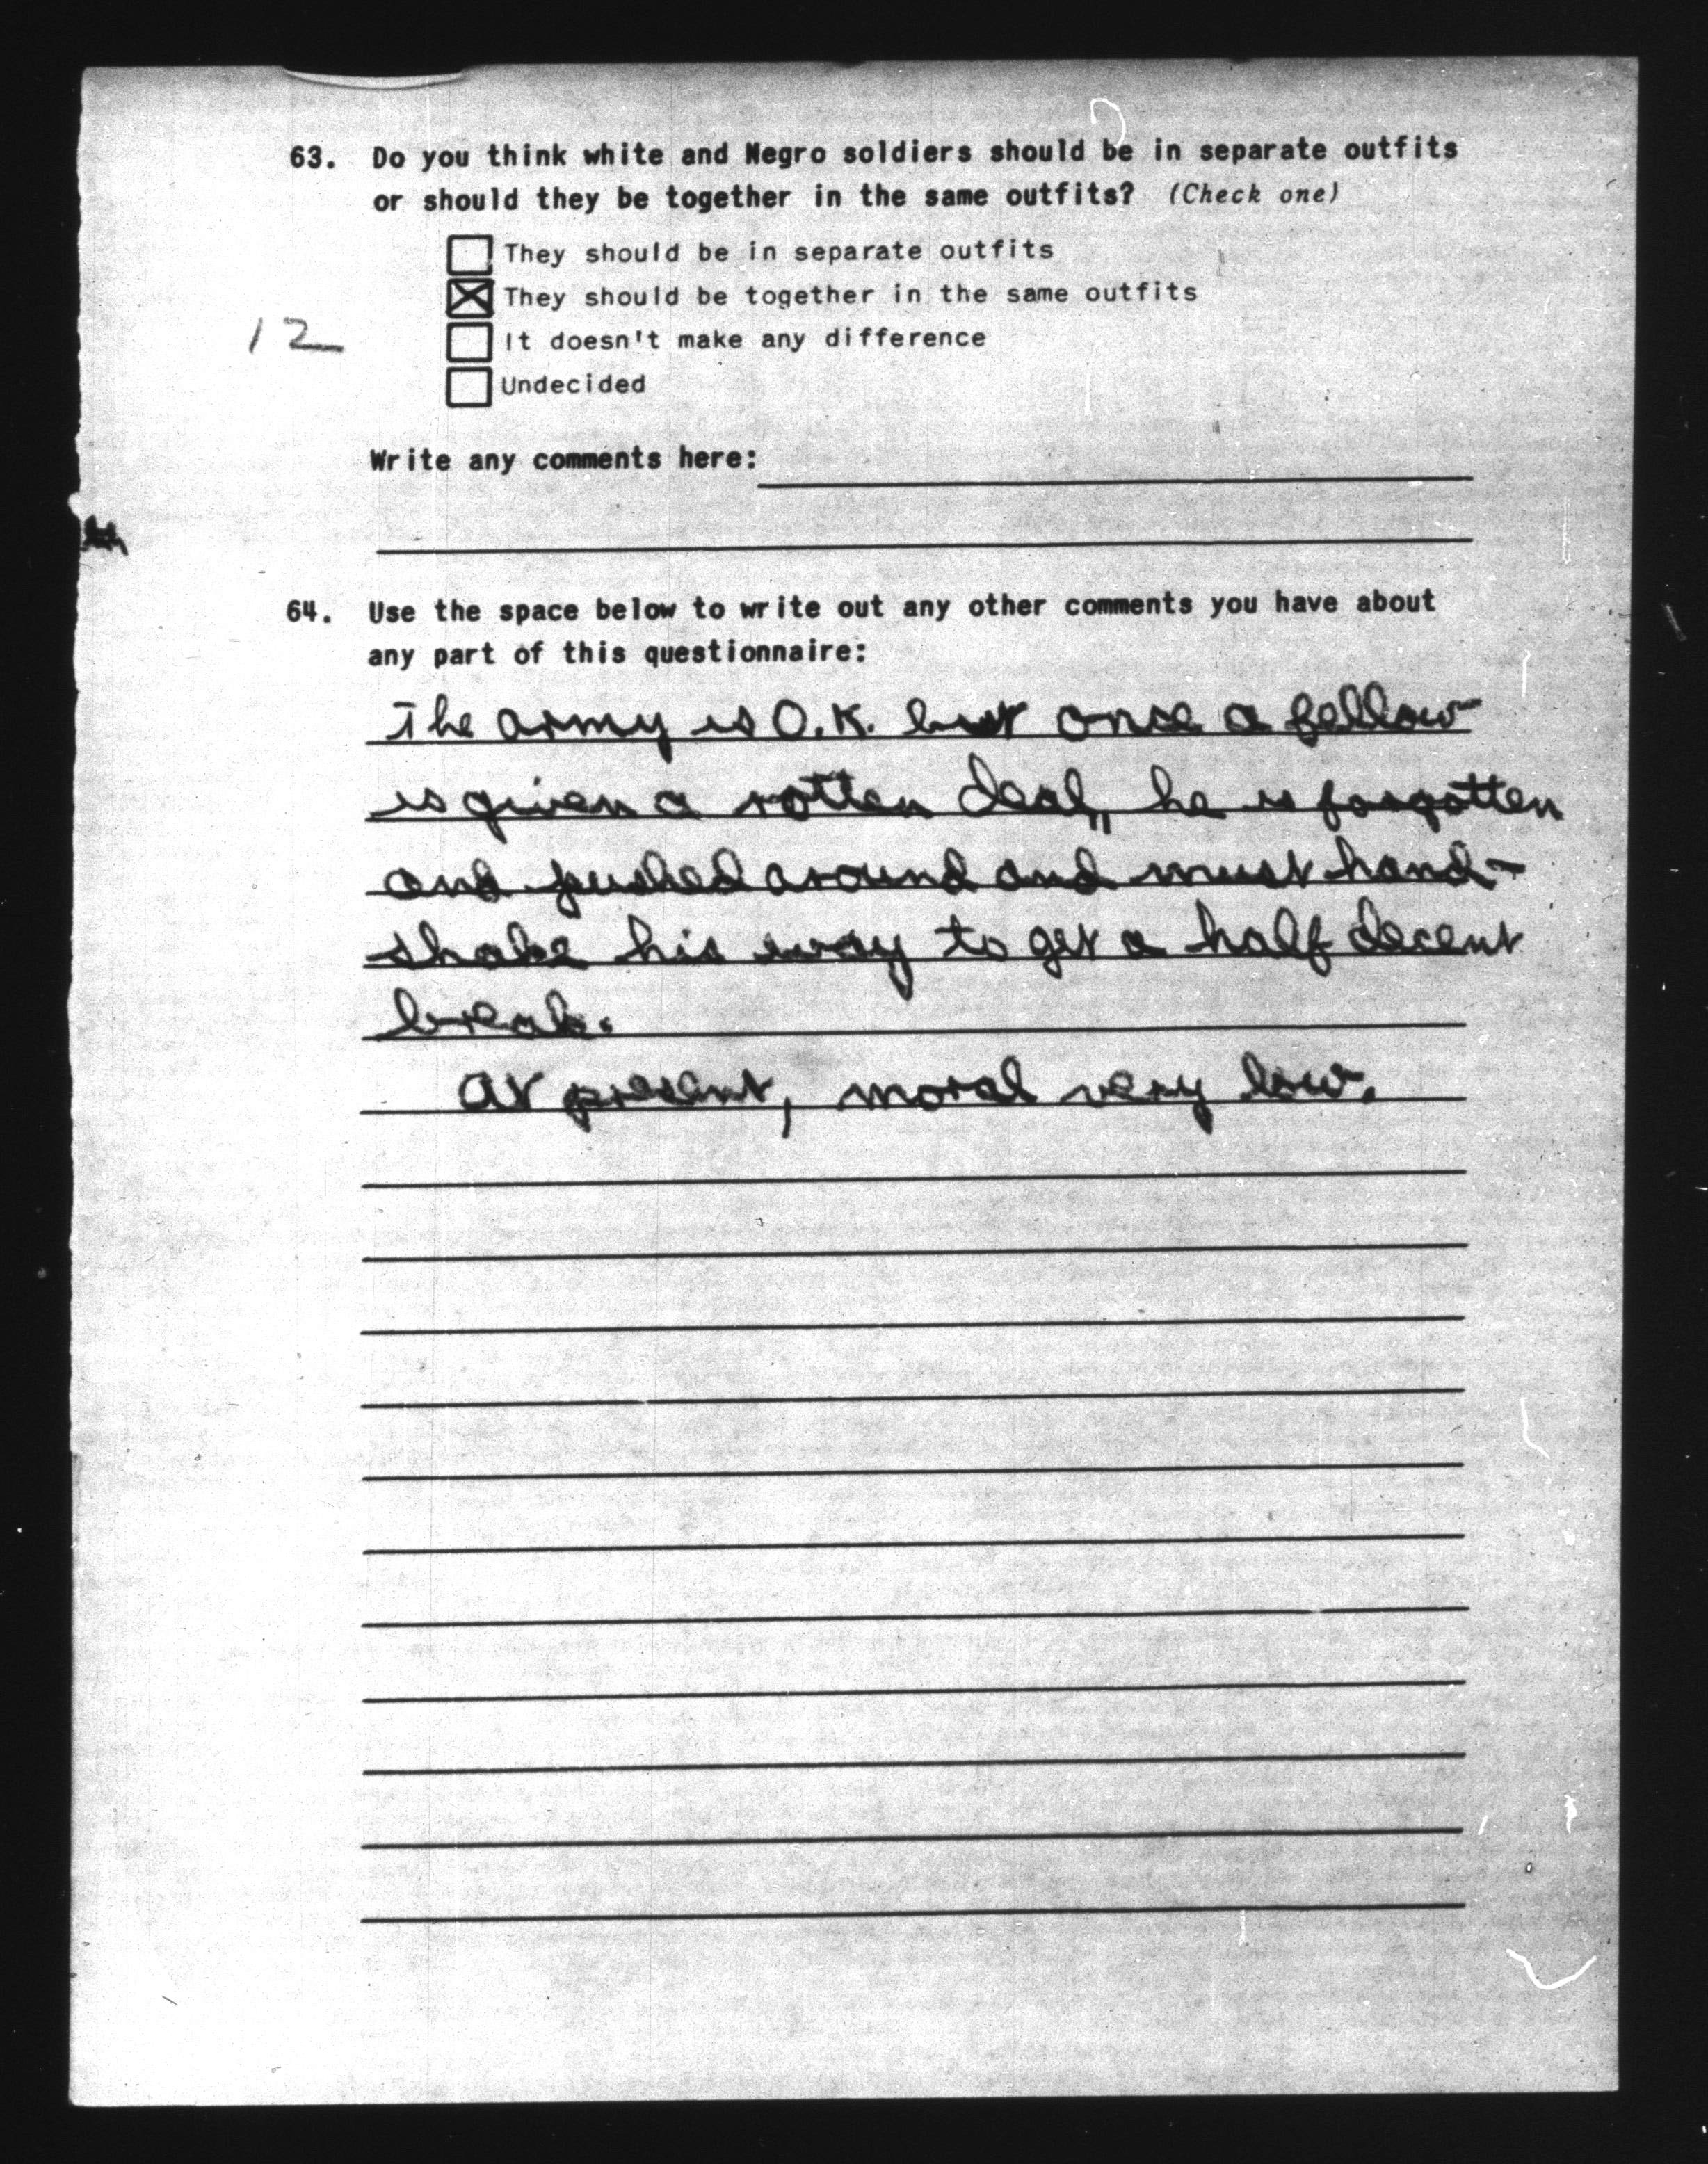 63. Do you think white and Negro soldiers should be in separate outfits
or should they be together in the same outfits? (Check one)
They should be in separate outfits
They should be together in the same outfits
12
It doesn't make any difference
Undecided
Write any comments here:
64. Use the space below to write out any other comments you have about
any part of this questionnaire:
The army is O.K. but once a fellow
is given a rotten deal, he is forgotten
and pushed around and must hand-
shake his way to get a half decent
break.
At present, moral very low.